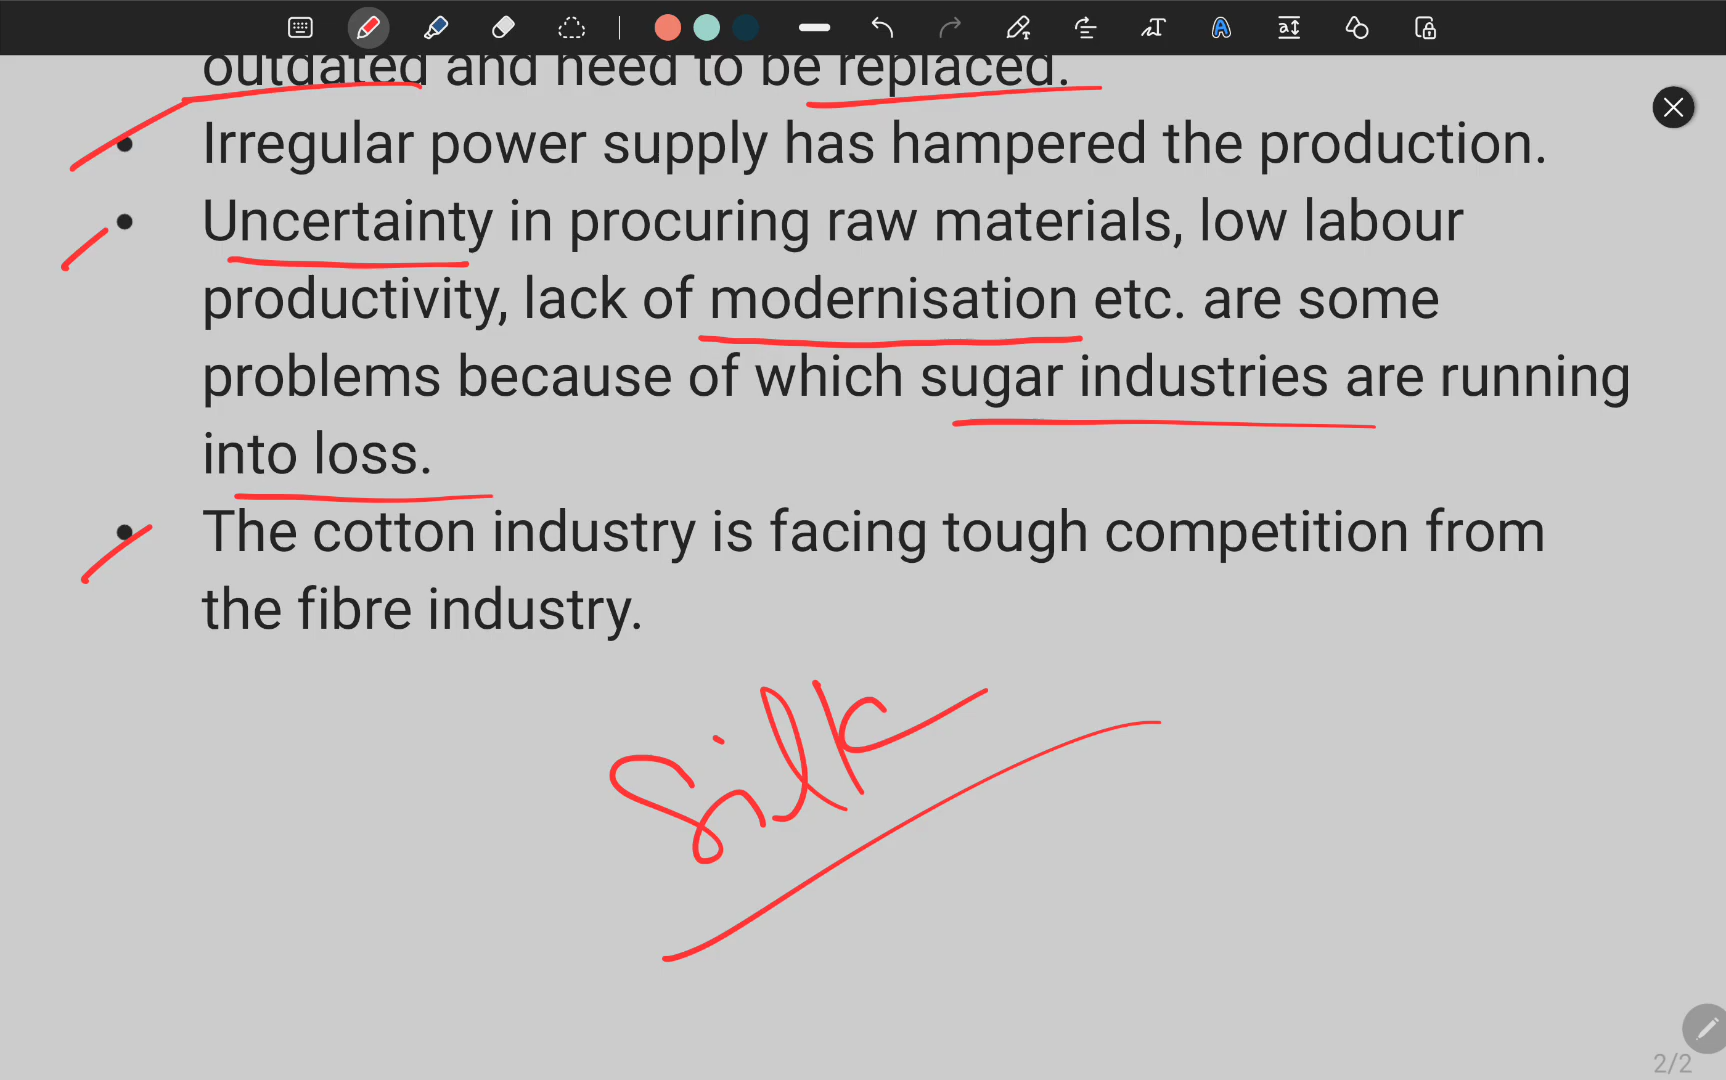 outdated and need to be replaced.
• Irregular power supply has hampered the production.
• Uncertainty in procuring raw materials, low labour
productivity, lack of modernisation etc. are some
problems because of which sugar industries are running
into loss.
• The cotton industry is facing tough competition from
the fibre industry.
Silk
2/2